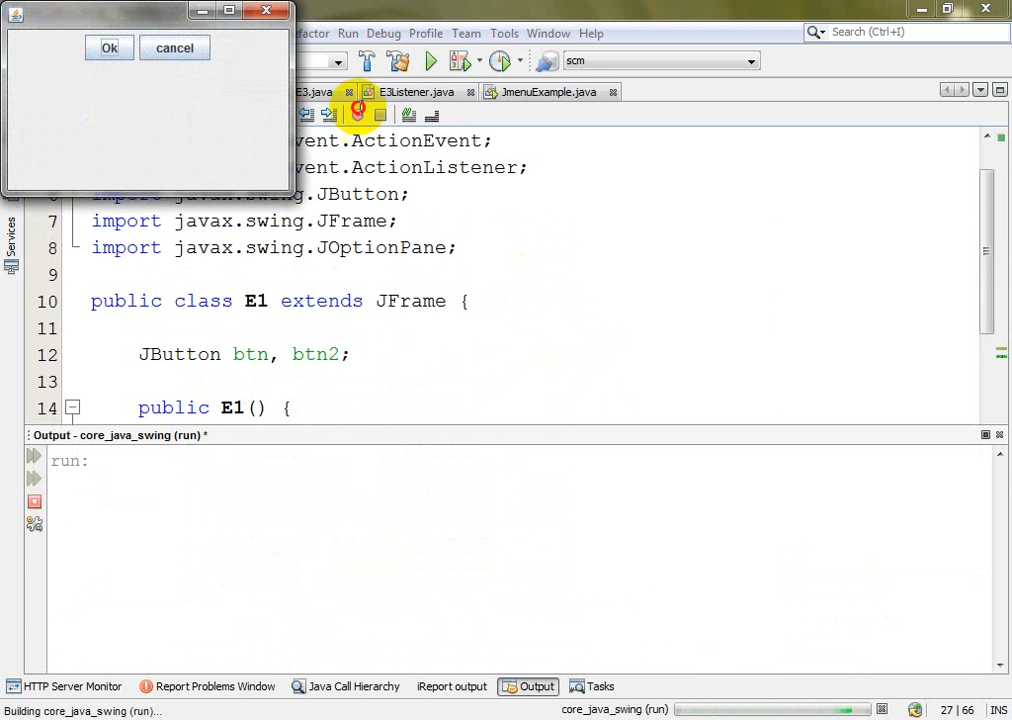 Ok cancel
factor Run Debug Profile Team Tools Window Help
Search (Ctrl+I)
scm
E3.java E3Listener.java JmenuExample.java
vent.ActionEvent;
vent.ActionListener;
import javax.swing.JButton;
7 import javax.swing.JFrame;
8 import javax.swing.JOptionPane;
9
10 public class E1 extends JFrame {
11
12 JButton btn, btn2;
13
14 public E1() {
Services
Output - core_java_swing (run) *
run:
HTTP Server Monitor Report Problems Window Java Call Hierarchy iReport output Output Tasks
Building core_java_swing (run)... core_java_swing (run) 27 | 66 INS